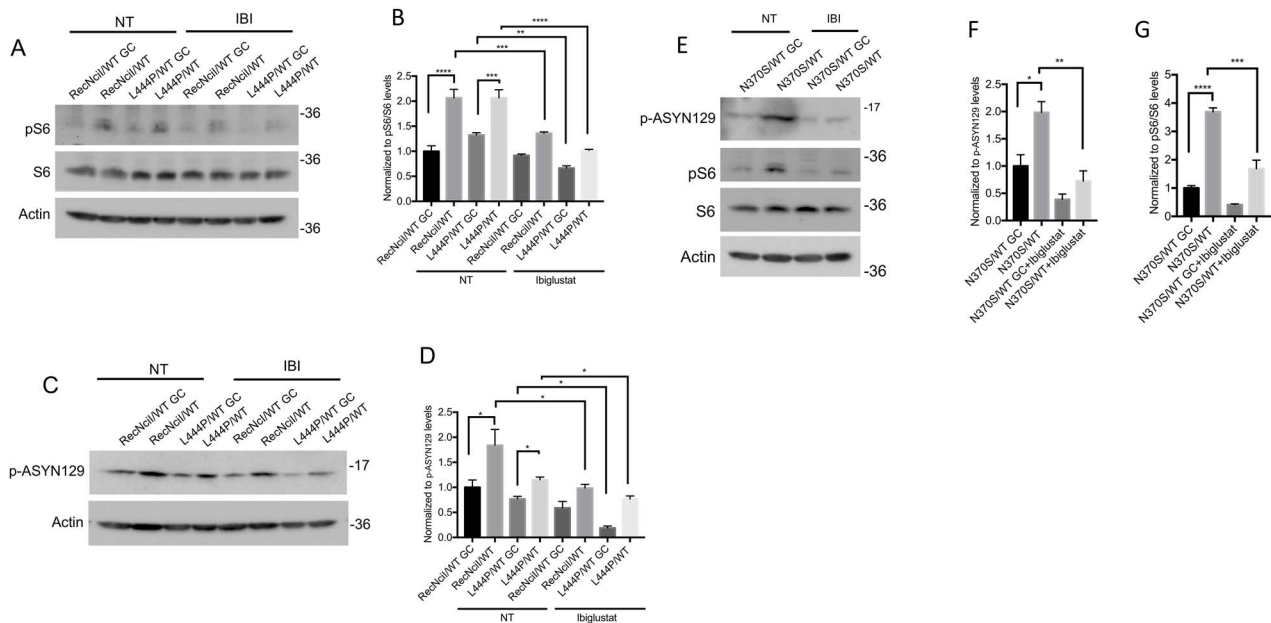 A
NT
IBI
RecNcil/WT GC
RecNcil/WT
L444P/WT GC
L444P/WT
RecNcil/WT GC
RecNcil/WT
L444P/WT GC
L444P/WT
pS6
-36
S6
-36
Actin
-36
B
Normalized to pS6/S6 levels
2.5
2.0
1.5
1.0
0.5
0.0
****
***
***
**
****
RecNcil/WT GC
RecNcil/WT
L444P/WT GC
L444P/WT
RecNcil/WT GC
RecNcil/WT
L444P/WT GC
L444P/WT
NT
Ibiglustat
C
NT
IBI
RecNcil/WT GC
RecNcil/WT
L444P/WT GC
L444P/WT
RecNcl/WT GC
RecNcil/WT
L444P/WT GC
L444P/WT
p-ASYN129
-17
Actin
-36
D
Normalized to p-ASYN129 levels
2.5
2.0
1.5
1.0
0.5
0.0
*
*
*
*
*
RecNcil/WT GC
RecNcil/WT
L444P/WT GC
L444P/WT
RecNcil/WT GC
RecNcil/WT
L444P/WT GC
L444P/WT
NT
Ibiglustat
E
NT
IBI
N370S/WT GC
N370S/WT
N370S/WT GC
N370S/WT
p-ASYN129
-17
pS6
-36
S6
-36
Actin
-36
F
Normalized to p-ASYN129 levels
2.5
2.0
1.5
1.0
0.5
0.0
*
**
N370S/WT GC
N370S/WT
N370S/WT GC+Ibiglustat
N370S/WT+Ibiglustat
G
Normalized to pS6/S6 levels
5
4
3
2
1
0
****
***
N370S/WT GC
N370S/WT
N370S/WT GC+Ibiglustat
N370S/WT+Ibiglustat